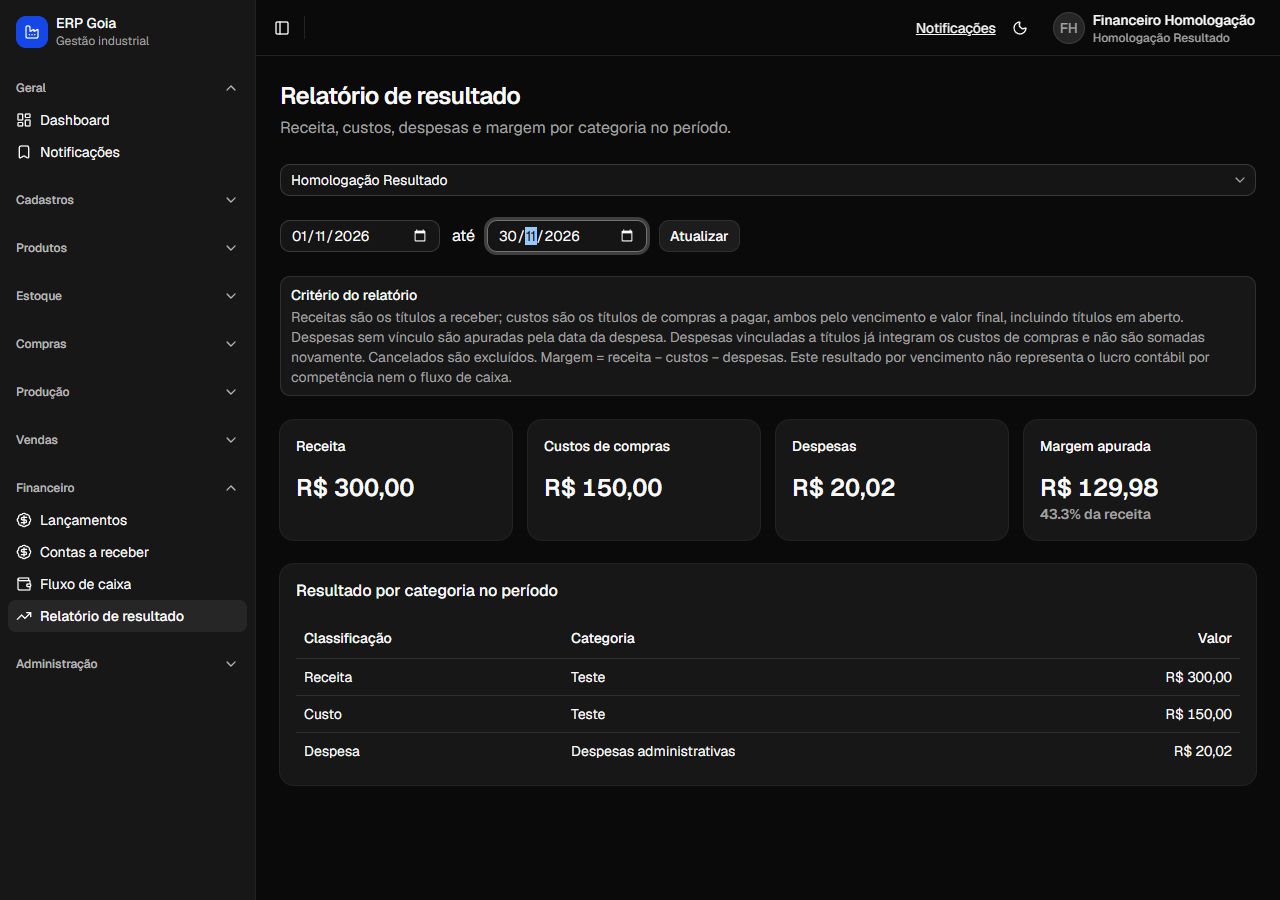 ERP Goia
Gestão industrial
Geral
Dashboard
Notificações
Cadastros
Produtos
Estoque
Compras
Produção
Vendas
Financeiro
Lançamentos
Contas a receber
Fluxo de caixa
Relatório de resultado
Administração
Notificações
FH
Financeiro Homologação
Homologação Resultado
Relatório de resultado
Receita, custos, despesas e margem por categoria no período.
Homologação Resultado
01/11/2026 até 30/11/2026 Atualizar
Critério do relatório
Receitas são os títulos a receber; custos são os títulos de compras a pagar, ambos pelo vencimento e valor final, incluindo títulos em aberto.
Despesas sem vínculo são apuradas pela data da despesa. Despesas vinculadas a títulos já integram os custos de compras e não são somadas
novamente. Cancelados são excluídos. Margem = receita − custos − despesas. Este resultado por vencimento não representa o lucro contábil por
competência nem o fluxo de caixa.
Receita
R$ 300,00
Custos de compras
R$ 150,00
Despesas
R$ 20,02
Margem apurada
R$ 129,98
43.3% da receita
Resultado por categoria no período
Classificação Categoria Valor
Receita Teste R$ 300,00
Custo Teste R$ 150,00
Despesa Despesas administrativas R$ 20,02